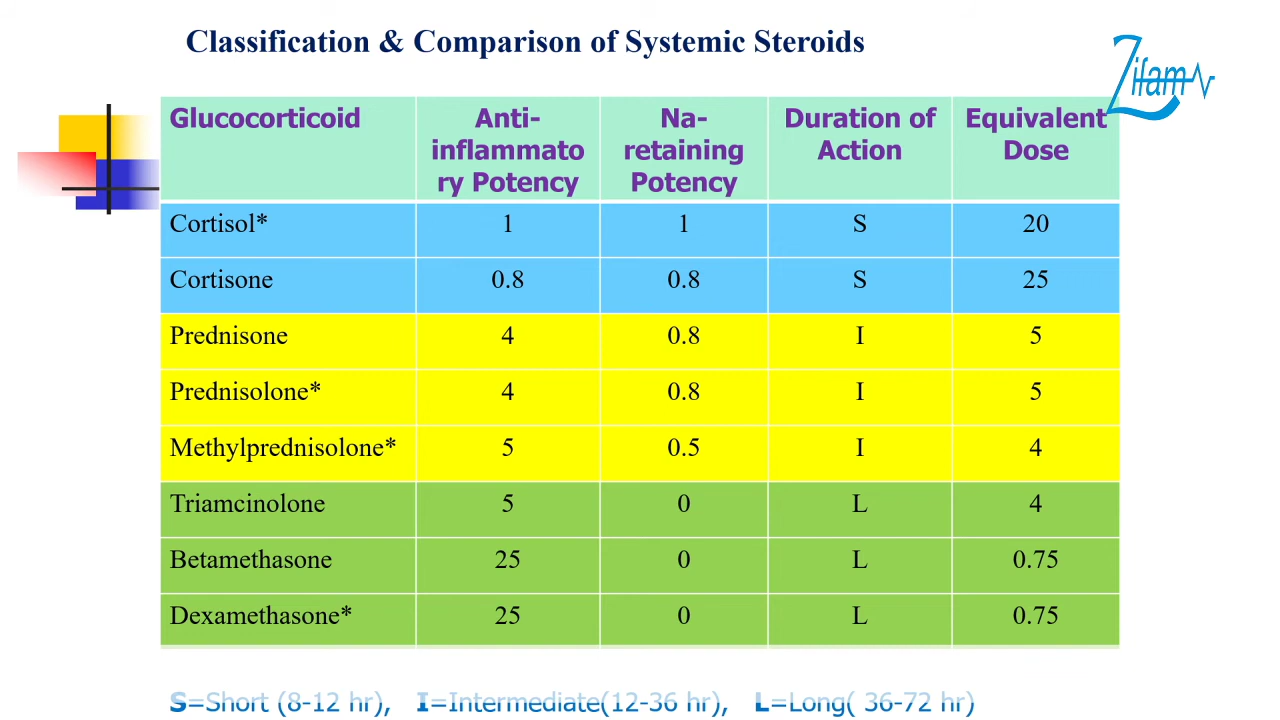 Classification & Comparison of Systemic Steroids
Zifam
Glucocorticoid Anti- Na- Duration of Equivalent
inflammato retaining Action Dose
ry Potency Potency
Cortisol* 1 1 S 20
Cortisone 0.8 0.8 S 25
Prednisone 4 0.8 I 5
Prednisolone* 4 0.8 I 5
Methylprednisolone* 5 0.5 I 4
Triamcinolone 5 0 L 4
Betamethasone 25 0 L 0.75
Dexamethasone* 25 0 L 0.75
S=Short (8-12 hr), I=Intermediate(12-36 hr), L=Long( 36-72 hr)